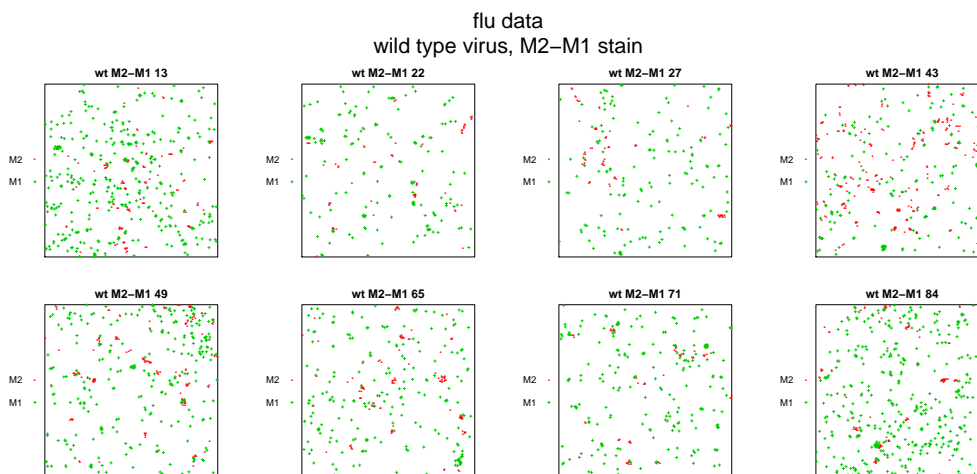 flu data
wild type virus, M2−M1 stain
wt M2−M1 13
wt M2−M1 22
wt M2−M1 27
wt M2−M1 43
M2
M1
M2
M1
M2
M1
M2
M1
wt M2−M1 49
wt M2−M1 65
wt M2−M1 71
wt M2−M1 84
M2
M1
M2
M1
M2
M1
M2
M1